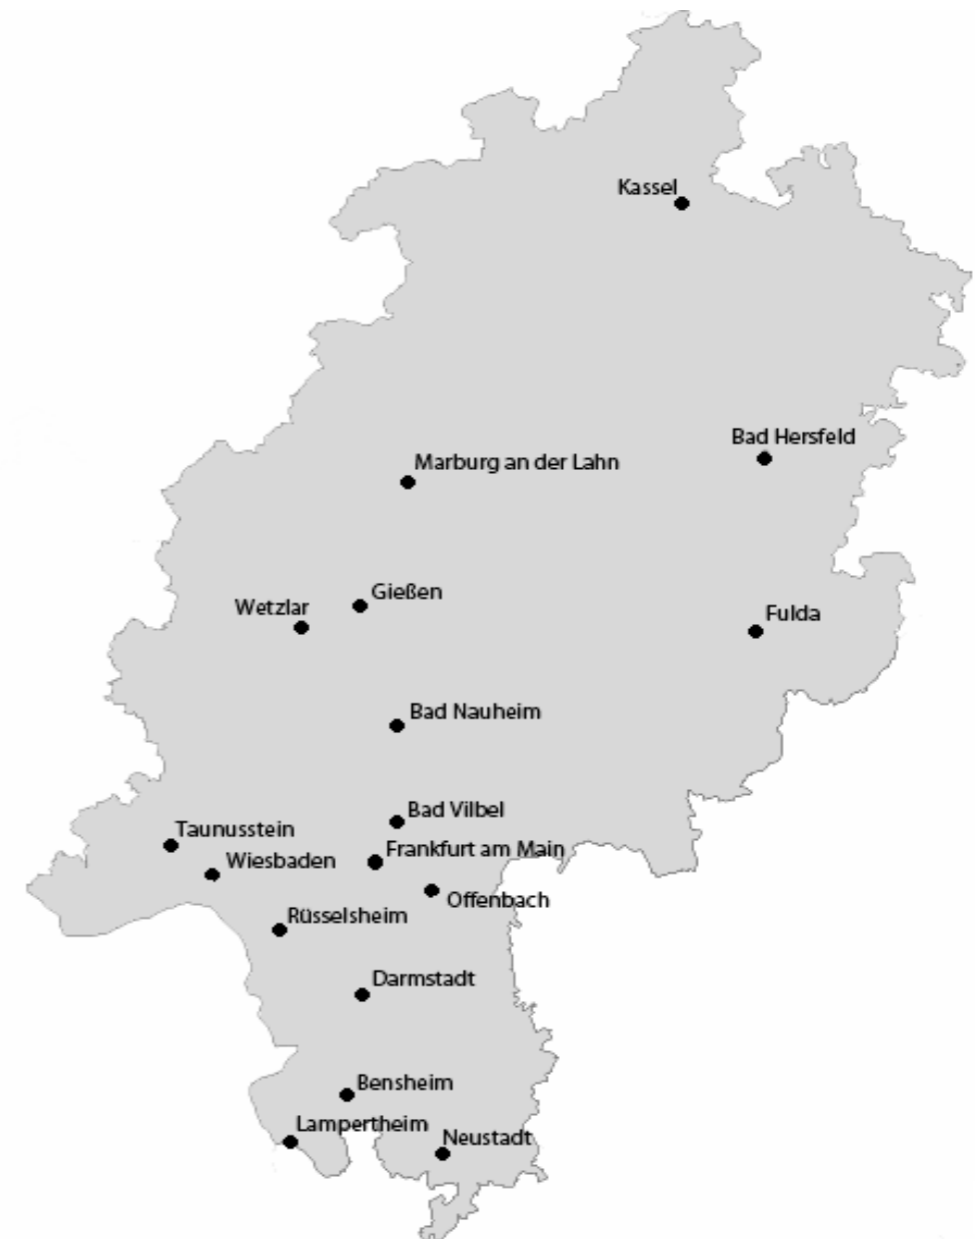 Kassel
Bad Hersfeld
Marburg an der Lahn
Gießen
Wetzlar
Fulda
Bad Nauheim
Bad Vilbel
Taunusstein
Frankfurt am Main
Wiesbaden
Offenbach
Rüsselsheim
Darmstadt
Bensheim
Lampertheim
Neustadt